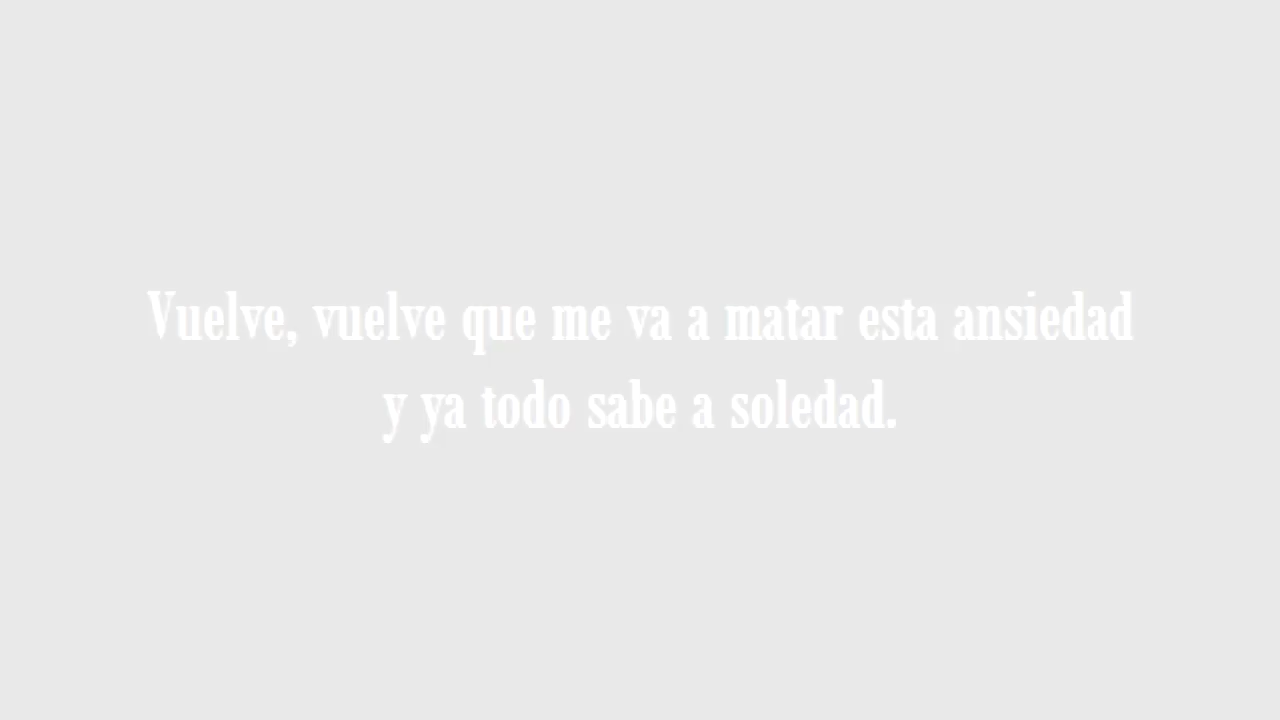 Vuelve, vuelve que me va a matar esta ansiedad
y ya todo sabe a soledad.